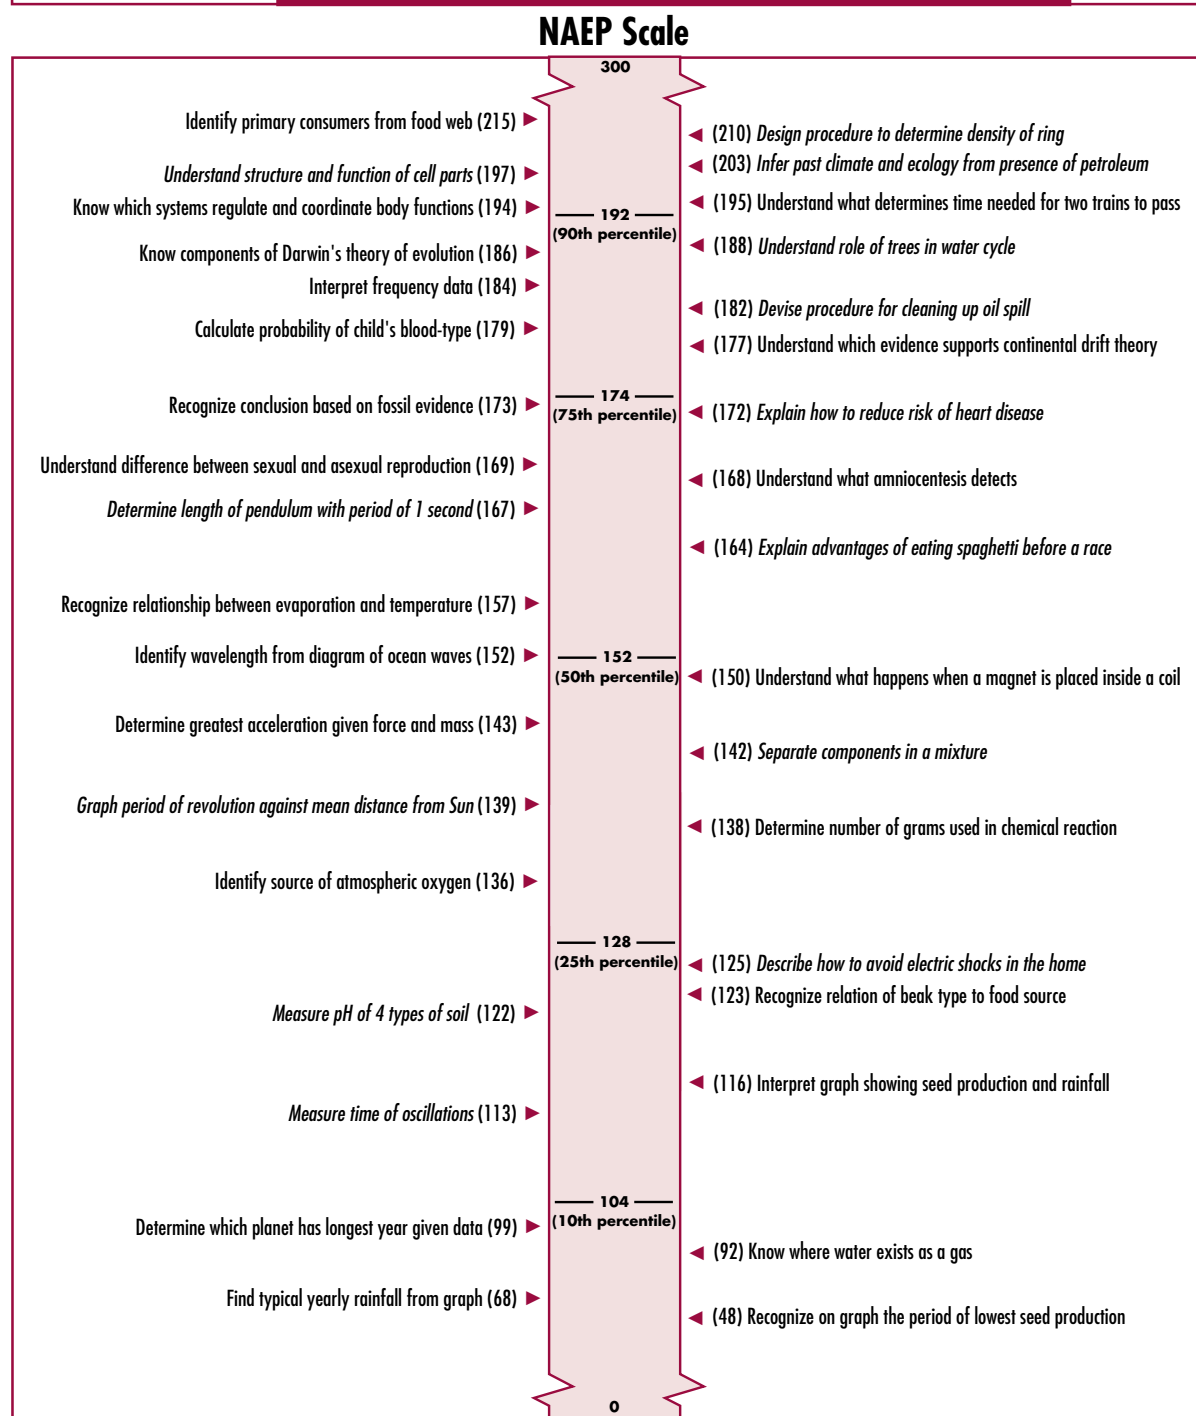 NAEP Scale
300
Identify primary consumers from food web (215)
(210) Design procedure to determine density of ring
(203) Infer past climate and ecology from presence of petroleum
Understand structure and function of cell parts (197)
(195) Understand what determines time needed for two trains to pass
Know which systems regulate and coordinate body functions (194)
192
(90th percentile)
(188) Understand role of trees in water cycle
Know components of Darwin's theory of evolution (186)
Interpret frequency data (184)
(182) Devise procedure for cleaning up oil spill
Calculate probability of child's blood-type (179)
(177) Understand which evidence supports continental drift theory
174
(75th percentile)
Recognize conclusion based on fossil evidence (173)
(172) Explain how to reduce risk of heart disease
Understand difference between sexual and asexual reproduction (169)
(168) Understand what amniocentesis detects
Determine length of pendulum with period of 1 second (167)
(164) Explain advantages of eating spaghetti before a race
Recognize relationship between evaporation and temperature (157)
Identify wavelength from diagram of ocean waves (152)
152
(50th percentile)
(150) Understand what happens when a magnet is placed inside a coil
Determine greatest acceleration given force and mass (143)
(142) Separate components in a mixture
Graph period of revolution against mean distance from Sun (139)
(138) Determine number of grams used in chemical reaction
Identify source of atmospheric oxygen (136)
128
(25th percentile)
(125) Describe how to avoid electric shocks in the home
(123) Recognize relation of beak type to food source
Measure pH of 4 types of soil (122)
(116) Interpret graph showing seed production and rainfall
Measure time of oscillations (113)
104
(10th percentile)
Determine which planet has longest year given data (99)
(92) Know where water exists as a gas
Find typical yearly rainfall from graph (68)
(48) Recognize on graph the period of lowest seed production
0